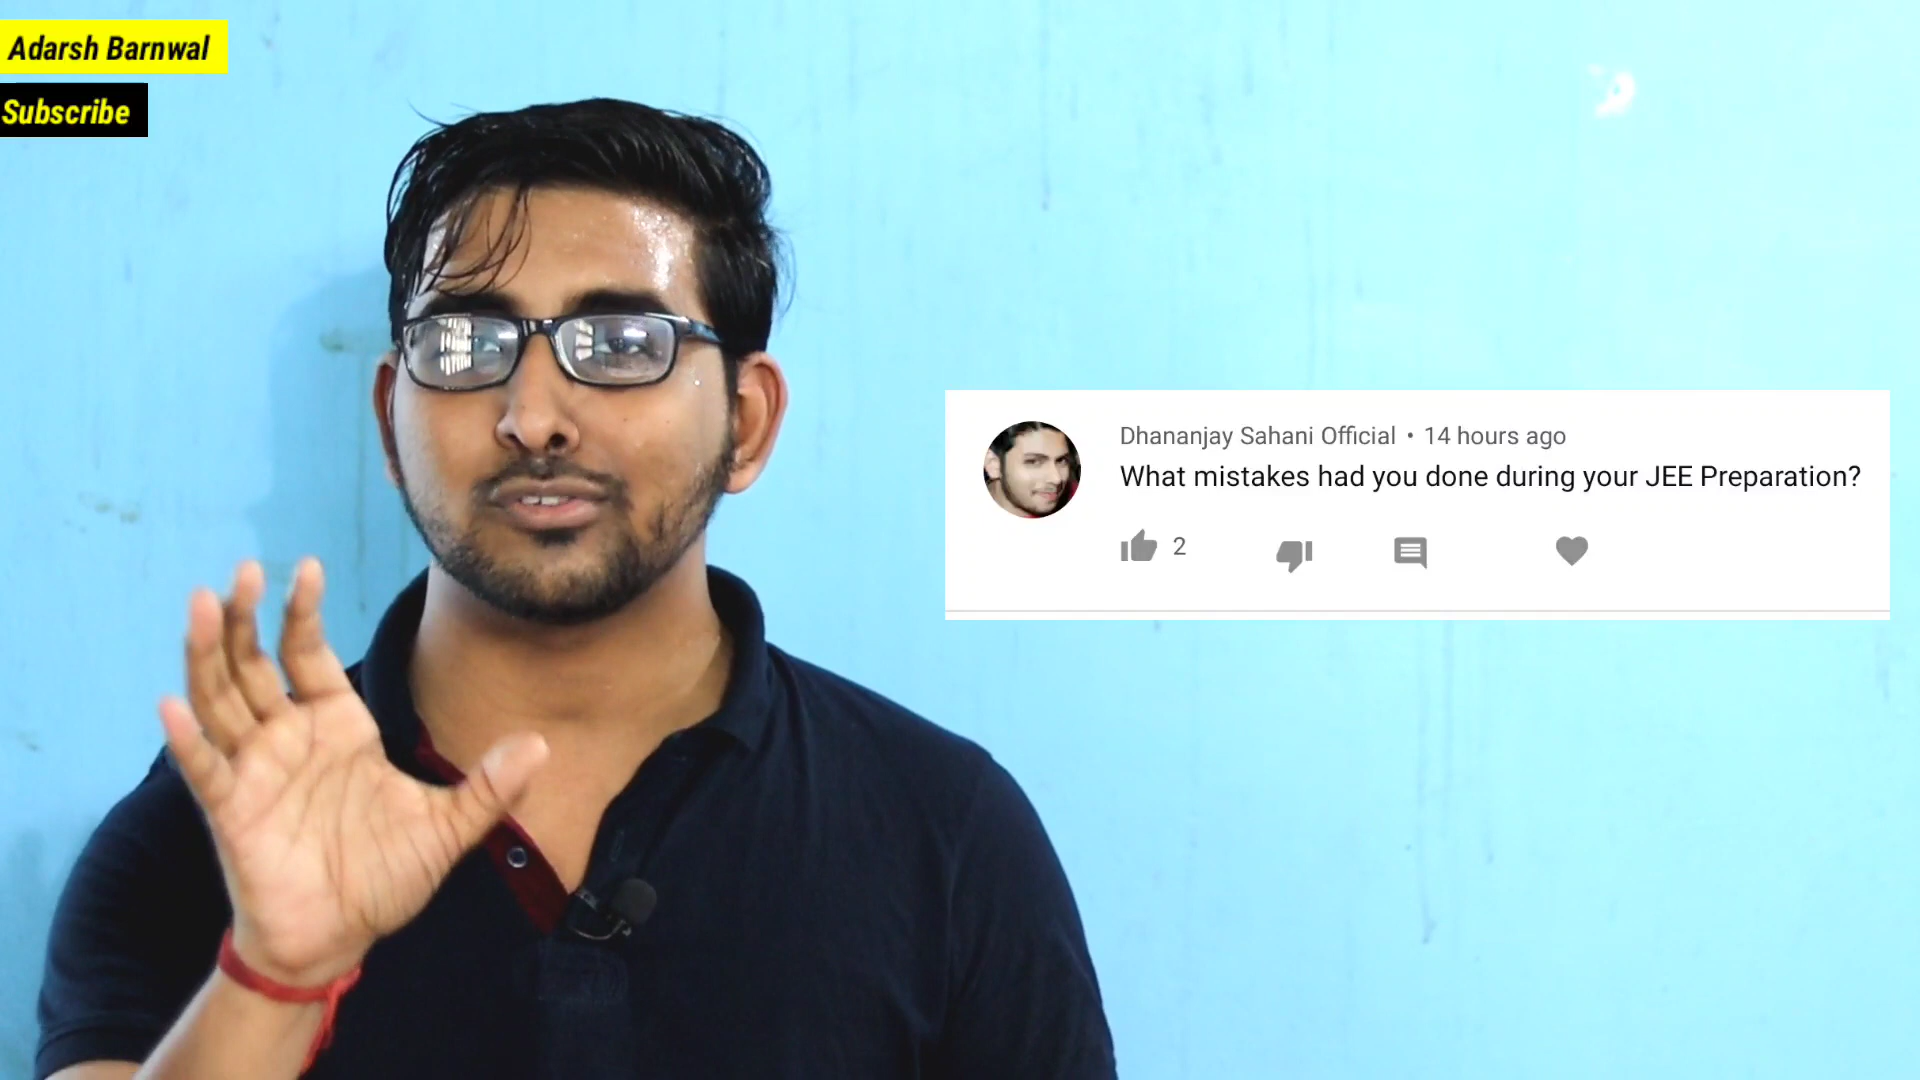 Adarsh Barnwal
Subscribe
Dhananjay Sahani Official • 14 hours ago
What mistakes had you done during your JEE Preparation?
2